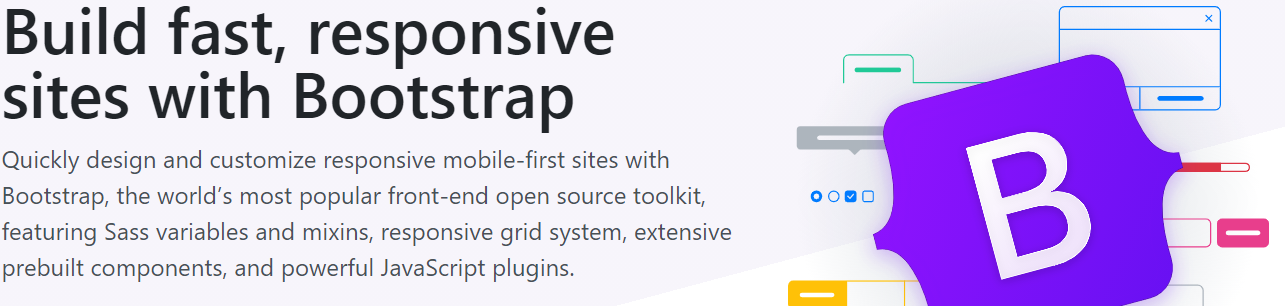 Build fast, responsive
sites with Bootstrap
Quickly design and customize responsive mobile-first sites with
Bootstrap, the world’s most popular front-end open source toolkit,
featuring Sass variables and mixins, responsive grid system, extensive
prebuilt components, and powerful JavaScript plugins.
B